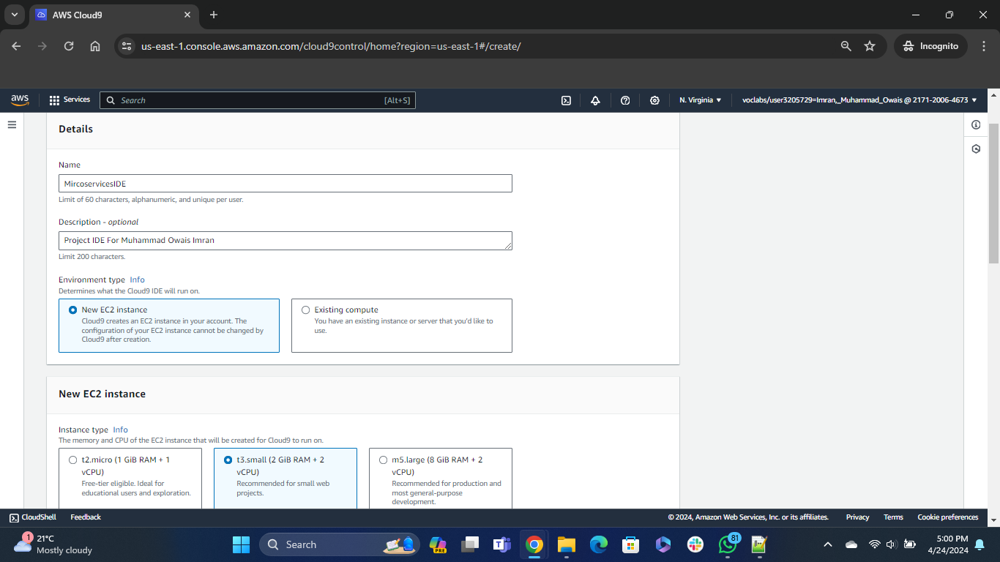 AWS Cloud9
us-east-1.console.aws.amazon.com/cloud9control/home?region=us-east-1#/create/
Incognito
aws
Services
Search
[Alt+S]
N. Virginia
voclabs/user3205729=Imran,_Muhammad_Owais @ 2171-2006-4673
Details
Name
MircoservicesIDE
Limit of 60 characters, alphanumeric, and unique per user.
Description - optional
Project IDE For Muhammad Owais Imran
Limit 200 characters.
Environment type Info
Determines what the Cloud9 IDE will run on.
New EC2 instance
Cloud9 creates an EC2 instance in your account. The
configuration of your EC2 instance cannot be changed by
Cloud9 after creation.
Existing compute
You have an existing instance or server that you'd like to
use.
New EC2 instance
Instance type Info
The memory and CPU of the EC2 instance that will be created for Cloud9 to run on.
t2.micro (1 GiB RAM + 1
vCPU)
Free-tier eligible. Ideal for
educational users and exploration.
t3.small (2 GiB RAM + 2
vCPU)
Recommended for small web
projects.
m5.large (8 GiB RAM + 2
vCPU)
Recommended for production and
most general-purpose
development.
CloudShell
Feedback
© 2024, Amazon Web Services, Inc. or its affiliates.
Privacy
Terms
Cookie preferences
1
21°C
Mostly cloudy
Search
PRE
81
5:00 PM
4/24/2024